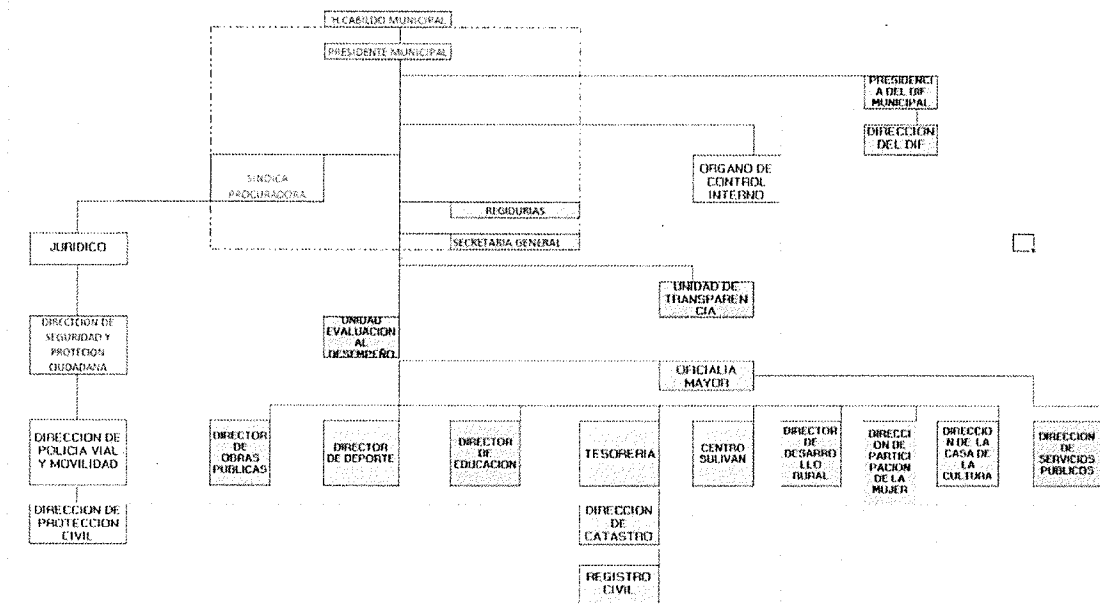 H.CABILDO MUNICIPAL
PRESIDENTE MUNICIPAL
PRESIDENCI
A DEL DIF
MUNICIPAL
DIRECCION
DEL DIF
SINDICA
PROCURADORA
ORGANO DE
CONTROL
INTERNO
REGIDURIAS
JURIDICO
SECRETARIA GENERAL
UNIDAD DE
TRANSPAREN
CIA
DIRECCION DE
SEGURIDAD Y
PROTECION
CIUDADANA
UNIDAD
EVALUACION
AL
DESEMPEÑO
OFICIALIA
MAYOR
DIRECCION DE
POLICIA VIAL
Y MOVILIDAD
DIRECTOR
DE
OBRAS
PUBLICAS
DIRECTOR
DE DEPORTE
DIRECTOR
DE
EDUCACION
TESORERIA
CENTRO
SULIVAN
DIRECTOR
DE
DESARRO
LLO
RURAL
DIRECCI
ON DE
PARTICI
PACION
DE LA
MUJER
DIRECCIO
N DE LA
CASA DE
LA
CULTURA
DIRECCION
DE
SERVICIOS
PUBLICOS
DIRECCION DE
PROTECCION
CIVIL
DIRECCION
DE
CATASTRO
REGISTRO
CIVIL